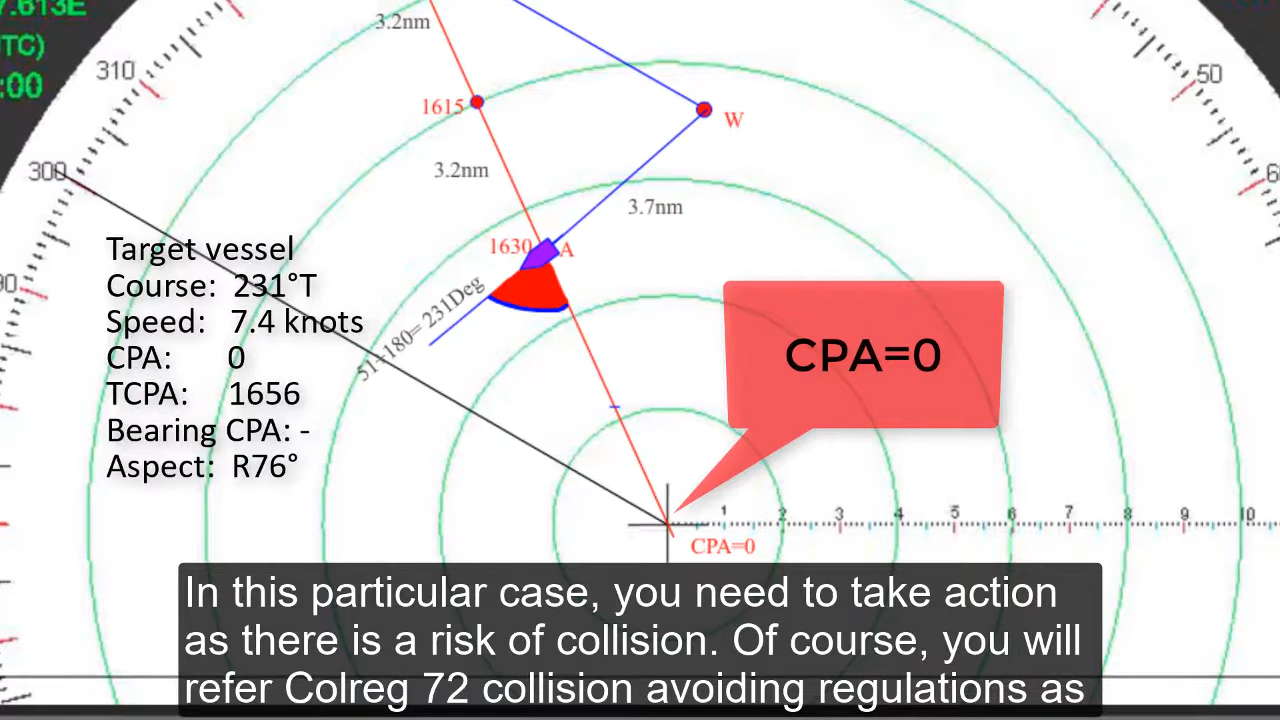 7.613E
TC)
:00
310
300
50
3.2nm
1615
W
3.2nm
3.7nm
1630
A
51+180= 231Deg
Target vessel
Course: 231°T
Speed: 7.4 knots
CPA: 0
TCPA: 1656
Bearing CPA: -
Aspect: R76°
CPA=0
1 2 3 4 5 6 7 8 9 10
CPA=0
In this particular case, you need to take action
as there is a risk of collision. Of course, you will
refer Colreg 72 collision avoiding regulations as